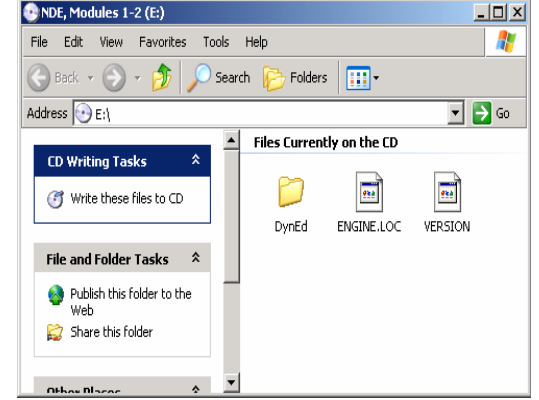 NDE, Modules 1-2 (E:)
File Edit View Favorites Tools Help
Back Search Folders
Address E:\ Go
CD Writing Tasks
Write these files to CD
File and Folder Tasks
Publish this folder to the
Web
Share this folder
Other Places
Files Currently on the CD
DynEd ENGINE.LOC VERSION